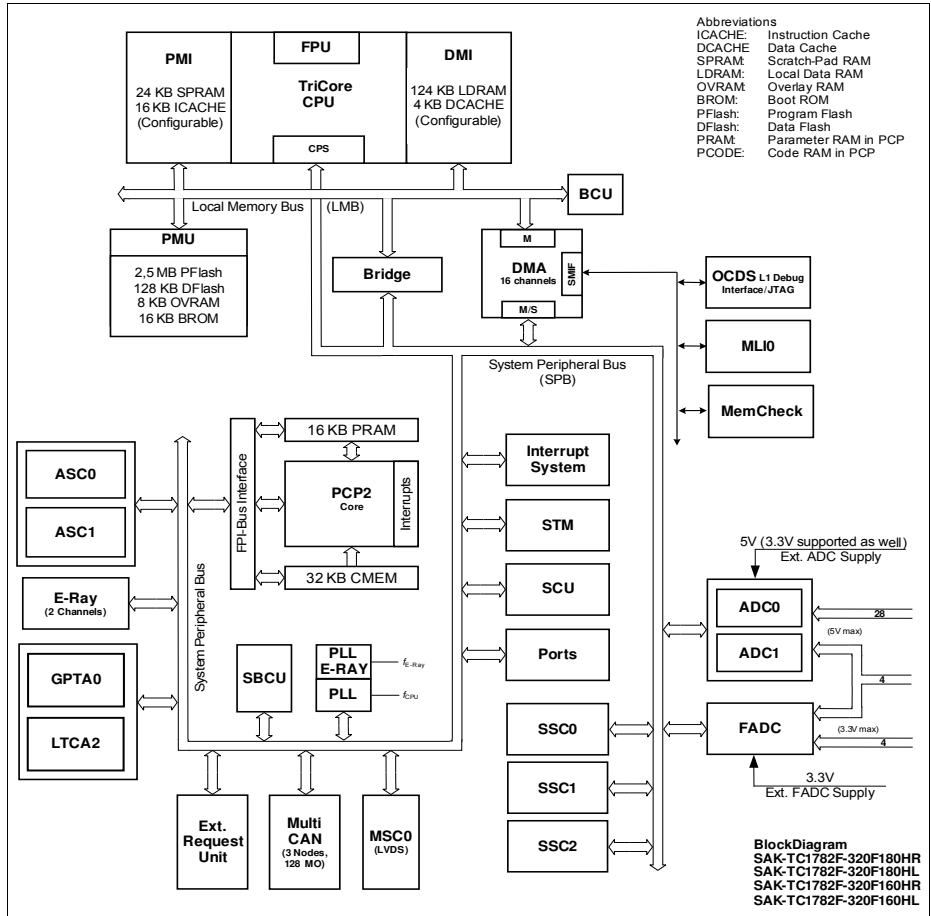 Abbreviations
ICACHE: Instruction Cache
DCACHE Data Cache
SPRAM: Scratch-Pad RAM
LDRAM: Local Data RAM
OVRAM: Overlay RAM
BROM: Boot ROM
PFlash: Program Flash
DFlash: Data Flash
PRAM: Parameter RAM in PCP
PCODE: Code RAM in PCP
PMI
24 KB SPRAM
16 KB ICACHE
(Configurable)
FPU
TriCore
CPU
CPS
DMI
124 KB LDRAM
4 KB DCACHE
(Configurable)
BCU
Local Memory Bus (LMB)
PMU
2,5 MB PFlash
128 KB DFlash
8 KB OVRAM
16 KB BROM
Bridge
M
DMA
16 channels
SMIF
M/S
OCDS L1 Debug
Interface/JTAG
MLI0
MemCheck
System Peripheral Bus
(SPB)
ASC0
ASC1
E-Ray
(2 Channels)
GPTA0
LTCA2
System Peripheral Bus
FPI-Bus Interface
16 KB PRAM
PCP2
Core
Interrupts
32 KB CMEM
SBCU
PLL
E-RAY
fE-Ray
PLL
fCPU
Interrupt
System
STM
SCU
Ports
SSC0
SSC1
SSC2
5V (3.3V supported as well)
Ext. ADC Supply
ADC0
ADC1
28
(5V max)
4
FADC
(3.3V max)
4
3.3V
Ext. FADC Supply
Ext.
Request
Unit
Multi
CAN
(3 Nodes,
128 MO)
MSC0
(LVDS)
BlockDiagram
SAK-TC1782F-320F180HR
SAK-TC1782F-320F180HL
SAK-TC1782F-320F160HR
SAK-TC1782F-320F160HL